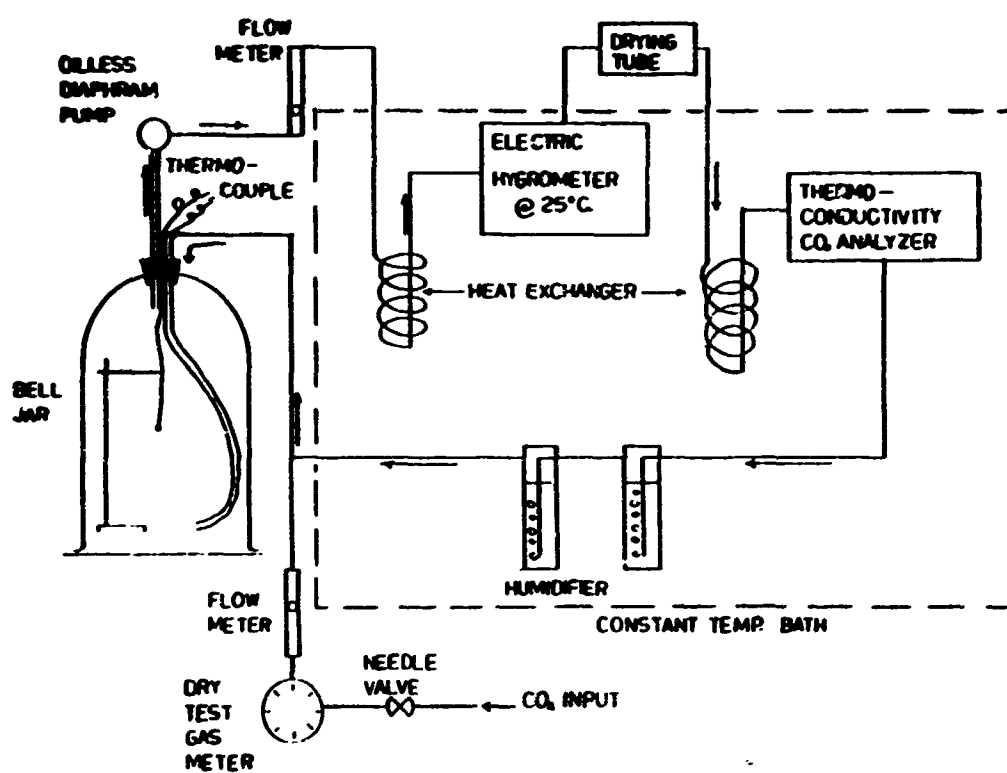 FLOW
METER
OILLESS
DIAPHRAM
PUMP
DRYING
TUBE
THERMO-
COUPLE
ELECTRIC
HYGROMETER
@ 25°C.
THERMO-
CONDUCTIVITY
CO₂ ANALYZER
HEAT EXCHANGER
BELL
JAR
HUMIDIFIER
FLOW
METER
CONSTANT TEMP. BATH
NEEDLE
VALVE
CO₂ INPUT
DRY
TEST
GAS
METER